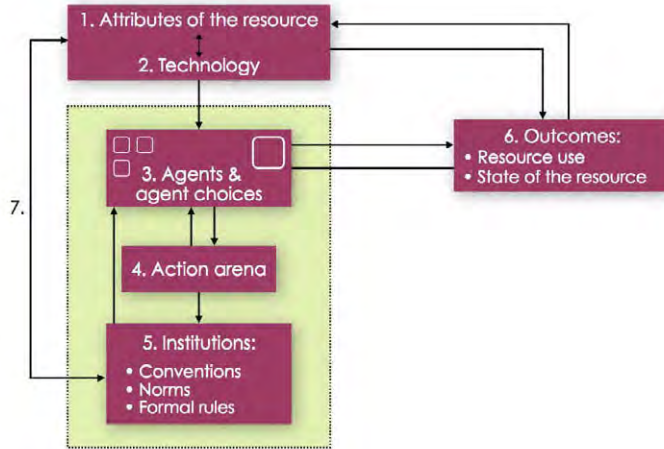 1. Attributes of the resource
2. Technology
3. Agents &
agent choices
6. Outcomes:
• Resource use
• State of the resource
7.
4. Action arena
5. Institutions:
• Conventions
• Norms
• Formal rules